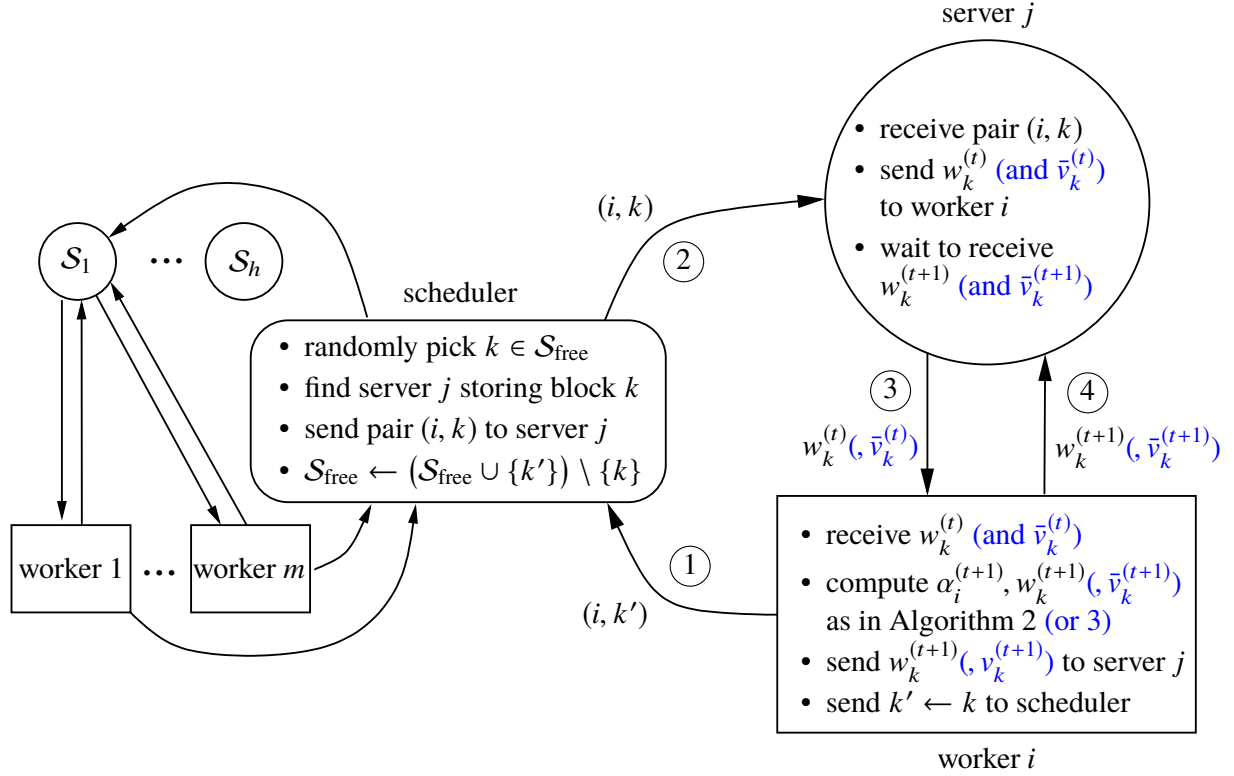 server j
• receive pair (i, k)
• send w_k^{(t)} (and v̄_k^{(t)})
to worker i
• wait to receive
w_k^{(t+1)} (and v̄_k^{(t+1)})
(i, k)
②
S_1 ··· S_h
scheduler
• randomly pick k ∈ S_free
• find server j storing block k
• send pair (i, k) to server j
• S_free ← (S_free ∪ {k′}) \ {k}
③
④
w_k^{(t)}(, v̄_k^{(t)})
w_k^{(t+1)}(, v̄_k^{(t+1)})
worker 1 ··· worker m
①
(i, k′)
• receive w_k^{(t)} (and v̄_k^{(t)})
• compute α_i^{(t+1)}, w_k^{(t+1)}(, v̄_k^{(t+1)})
as in Algorithm 2 (or 3)
• send w_k^{(t+1)}(, v_k^{(t+1)}) to server j
• send k′ ← k to scheduler
worker i